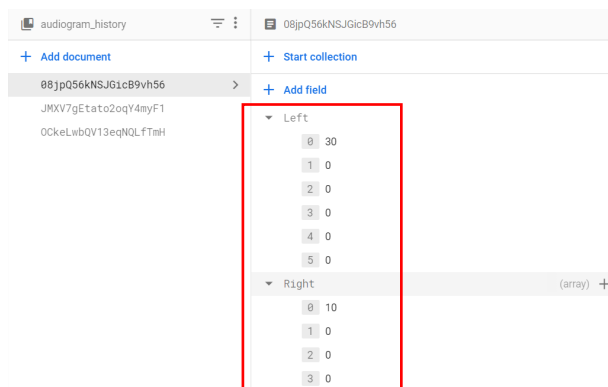 audiogram_history
08jpQ56kNSJGicB9vh56
Add document
Start collection
08jpQ56kNSJGicB9vh56
JMXV7gEtato2oqY4myF1
OCkeLwbQV13eqNQLfTmH
Add field
Left
0 30
1 0
2 0
3 0
4 0
5 0
Right (array)
0 10
1 0
2 0
3 0